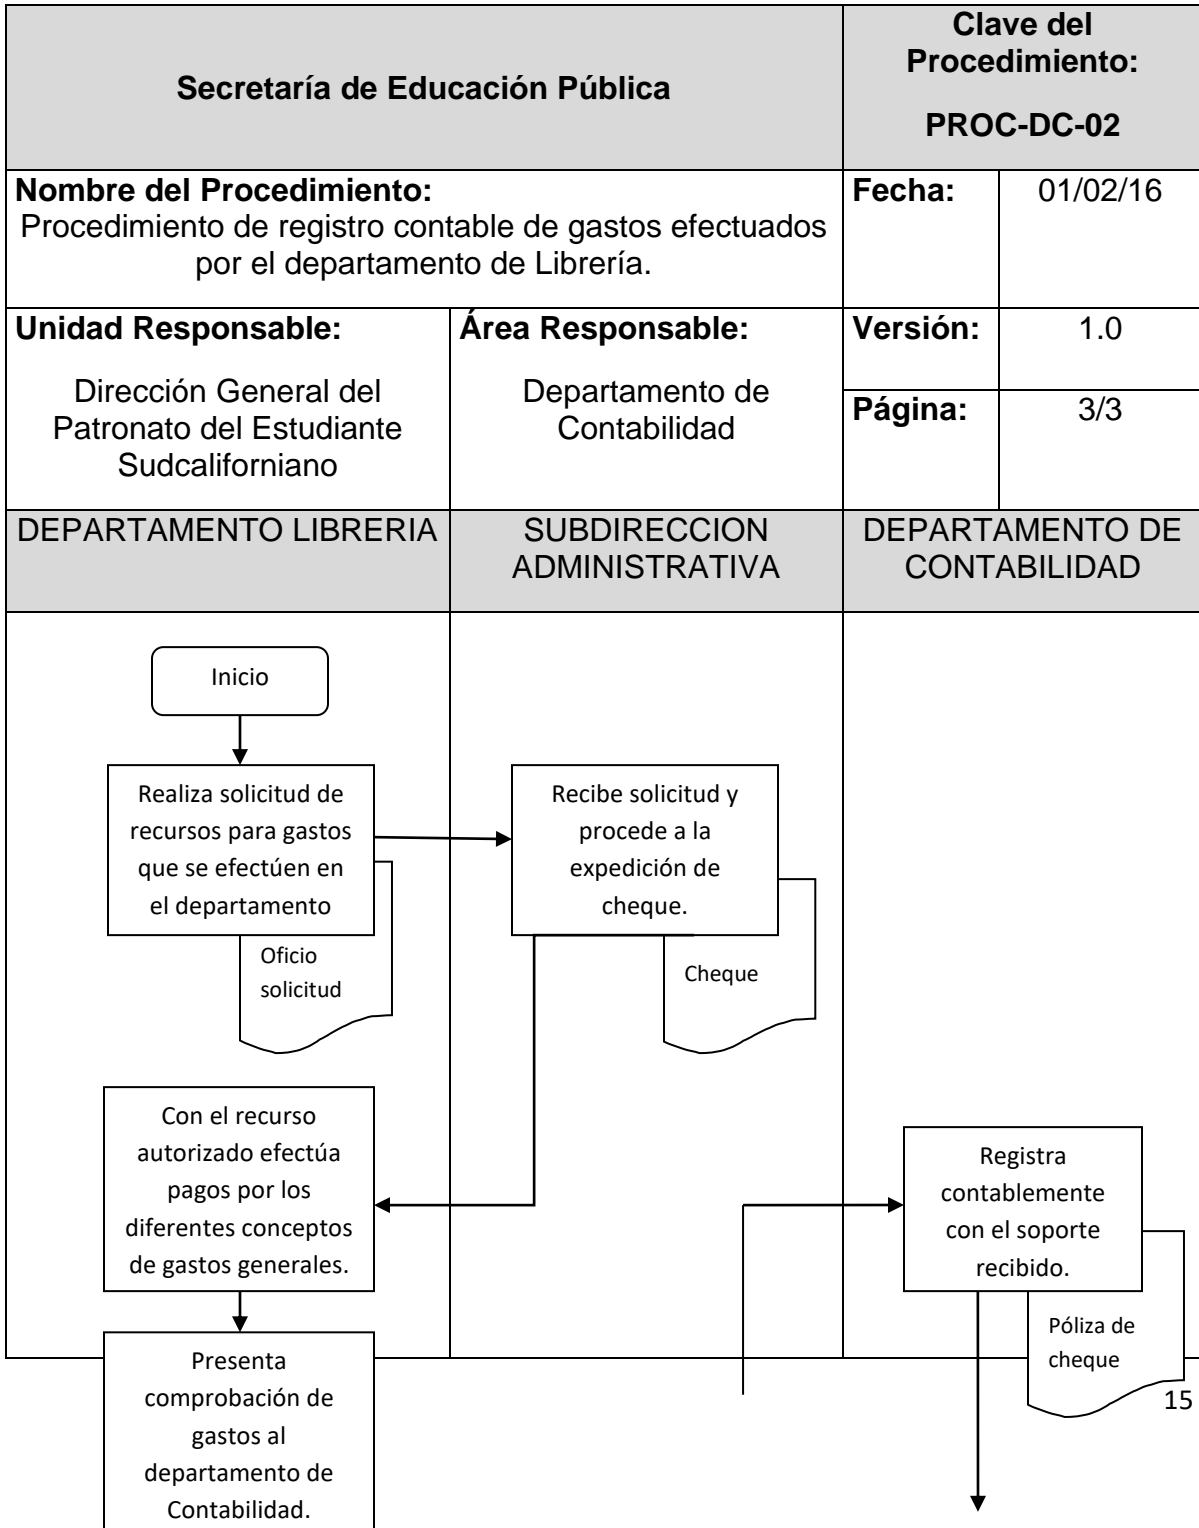 Secretaría de Educación Pública
Clave del
Procedimiento:
PROC-DC-02
Nombre del Procedimiento:
Procedimiento de registro contable de gastos efectuados
por el departamento de Librería.
Fecha:
01/02/16
Unidad Responsable:
Dirección General del
Patronato del Estudiante
Sudcaliforniano
Área Responsable:
Departamento de
Contabilidad
Versión:
1.0
Página:
3/3
DEPARTAMENTO LIBRERIA
SUBDIRECCION
ADMINISTRATIVA
DEPARTAMENTO DE
CONTABILIDAD
Inicio
Realiza solicitud de
recursos para gastos
que se efectúen en
el departamento
Oficio
solicitud
Recibe solicitud y
procede a la
expedición de
cheque.
Cheque
Con el recurso
autorizado efectúa
pagos por los
diferentes conceptos
de gastos generales.
Registra
contablemente
con el soporte
recibido.
Póliza de
cheque
Presenta
comprobación de
gastos al
departamento de
Contabilidad.
15